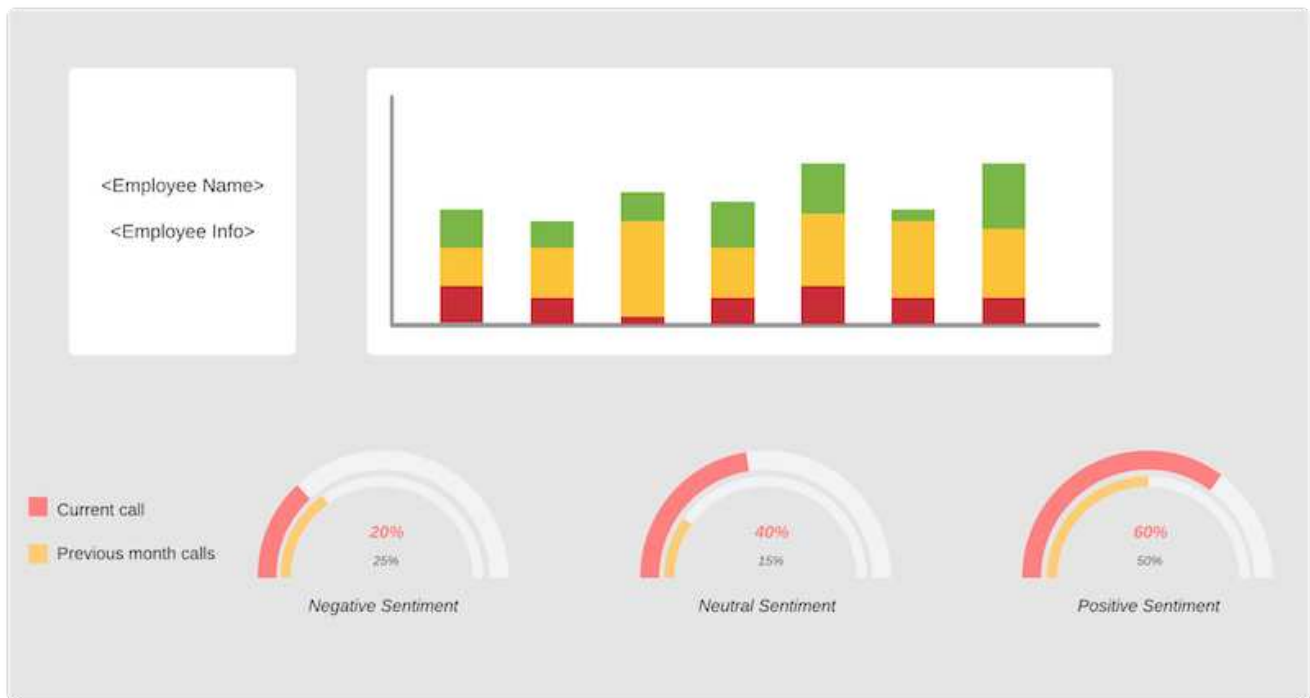 <Employee Name>
<Employee Info>
Current call
Previous month calls
20%
25%
Negative Sentiment
40%
15%
Neutral Sentiment
60%
50%
Positive Sentiment